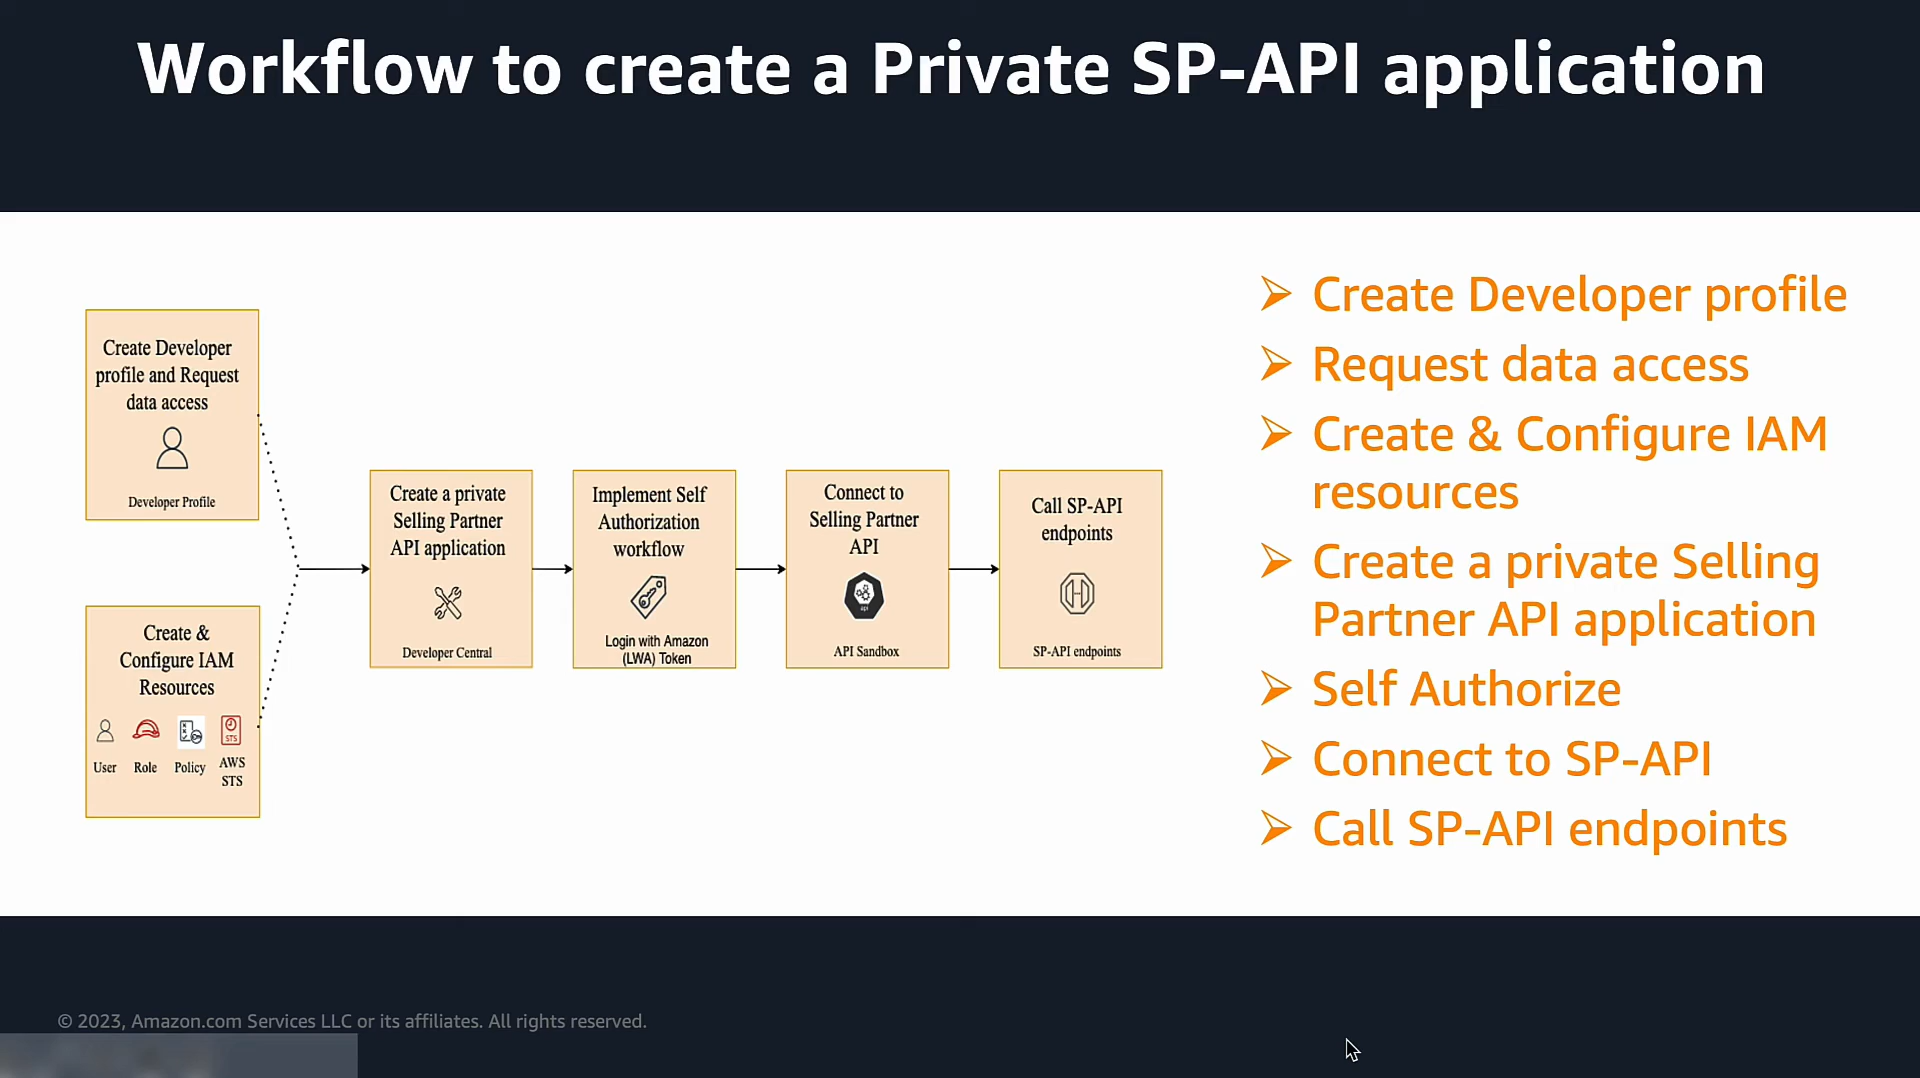 Workflow to create a Private SP-API application
Create Developer
profile and Request
data access
Developer Profile
Create &
Configure IAM
Resources
User
Role
Policy
STS
AWS
STS
Create a private
Selling Partner
API application
Developer Central
Implement Self
Authorization
workflow
Login with Amazon
(LWA) Token
Connect to
Selling Partner
API
api
API Sandbox
Call SP-API
endpoints
SP-API endpoints
Create Developer profile
Request data access
Create & Configure IAM
resources
Create a private Selling
Partner API application
Self Authorize
Connect to SP-API
Call SP-API endpoints
© 2023, Amazon.com Services LLC or its affiliates. All rights reserved.